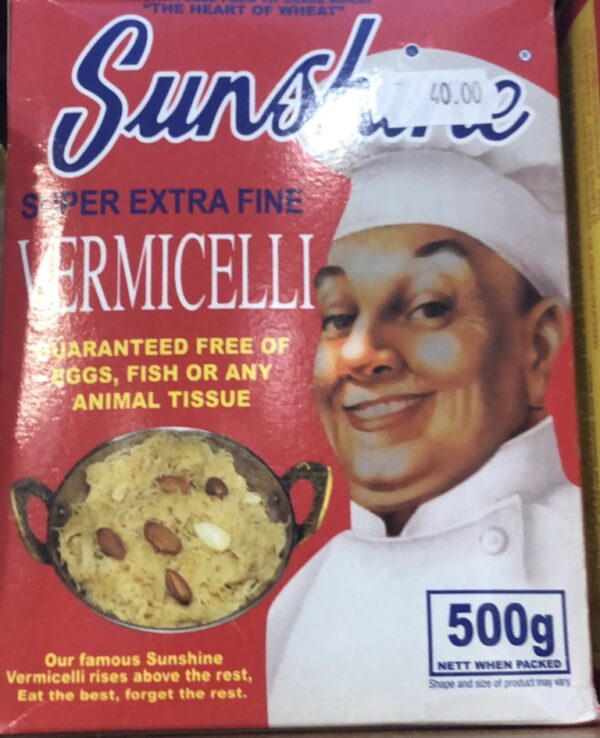 "THE HEART OF WHEAT"
Sunshine
40.00
®
SUPER EXTRA FINE
VERMICELLI
GUARANTEED FREE OF
EGGS, FISH OR ANY
ANIMAL TISSUE
500g
NETT WHEN PACKED
Shape and size of product may vary
Our famous Sunshine
Vermicelli rises above the rest,
Eat the best, forget the rest.